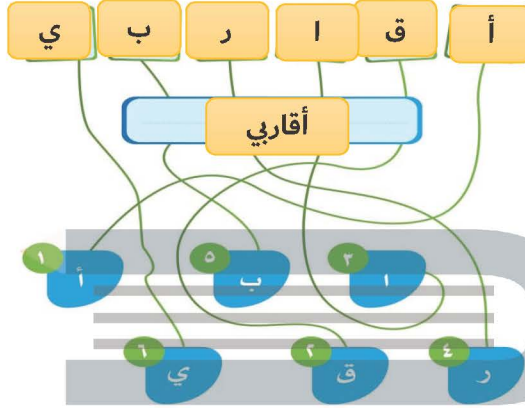 أ ق ا ر ب ي
أقاربي
٣ ا ٥ ب ١ أ
٤ ر ٢ ق ٦ ي